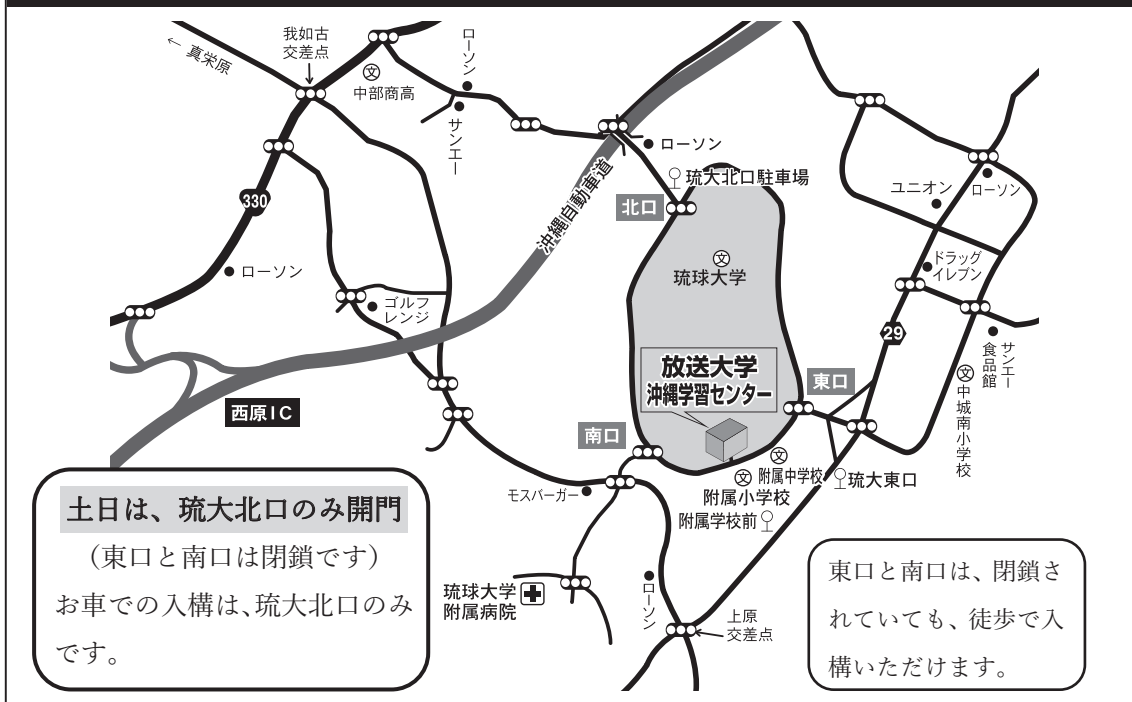 ← 真栄原
我如古
交差点
中部商高
ローソン
サンエー
ローソン
琉大北口駐車場
北口
沖縄自動車道
330
ローソン
ゴルフ
レンジ
西原IC
琉球大学
放送大学
沖縄学習センター
東口
南口
ユニオン
ローソン
ドラッグ
イレブン
29
サンエー
食品館
中城南小学校
附属中学校
附属小学校
附属学校前
琉大東口
モスバーガー
琉球大学
附属病院
ローソン
上原
交差点
土日は、琉大北口のみ開門
（東口と南口は閉鎖です）
お車での入構は、琉大北口のみ
です。
東口と南口は、閉鎖さ
れていても、徒歩で入
構いただけます。
文
文
文
文
文